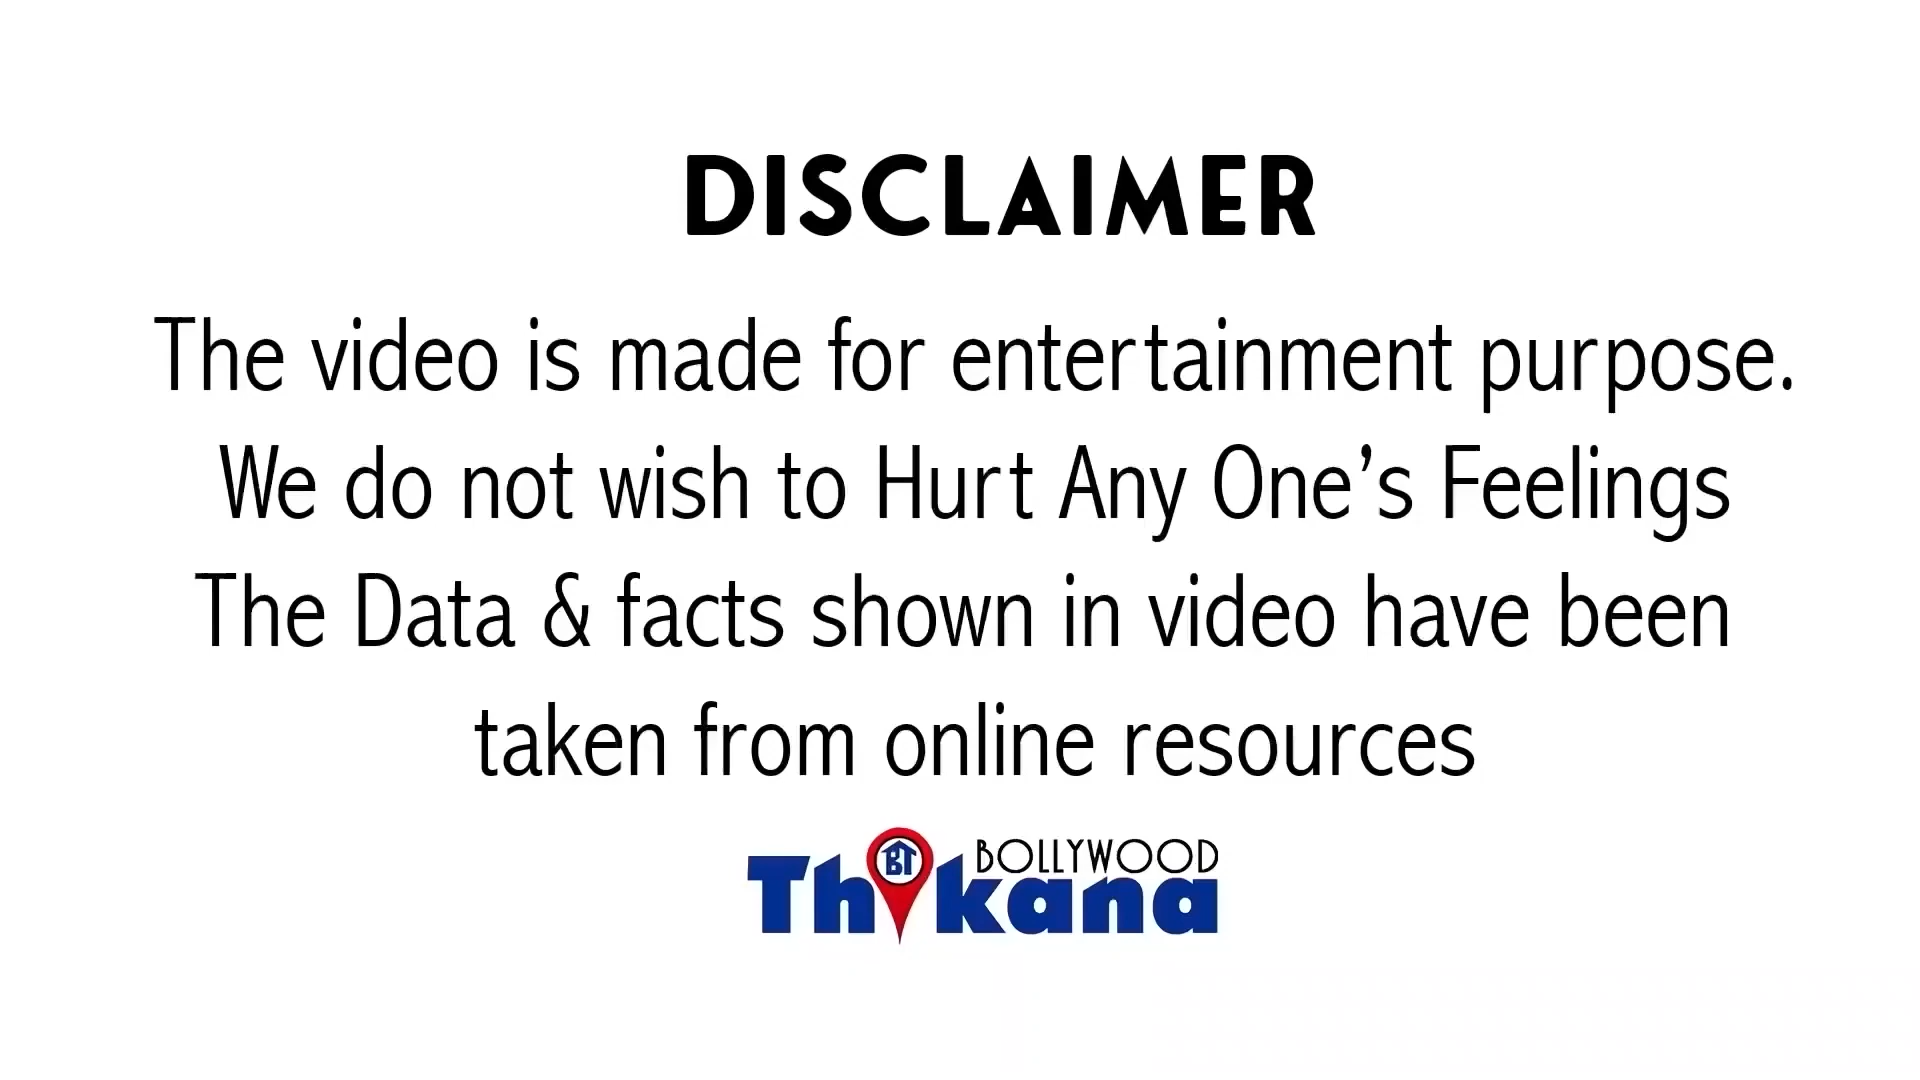 DISCLAIMER
The video is made for entertainment purpose.
We do not wish to Hurt Any One’s Feelings
The Data & facts shown in video have been
taken from online resources
BT
BOLLYWOOD
Thikana